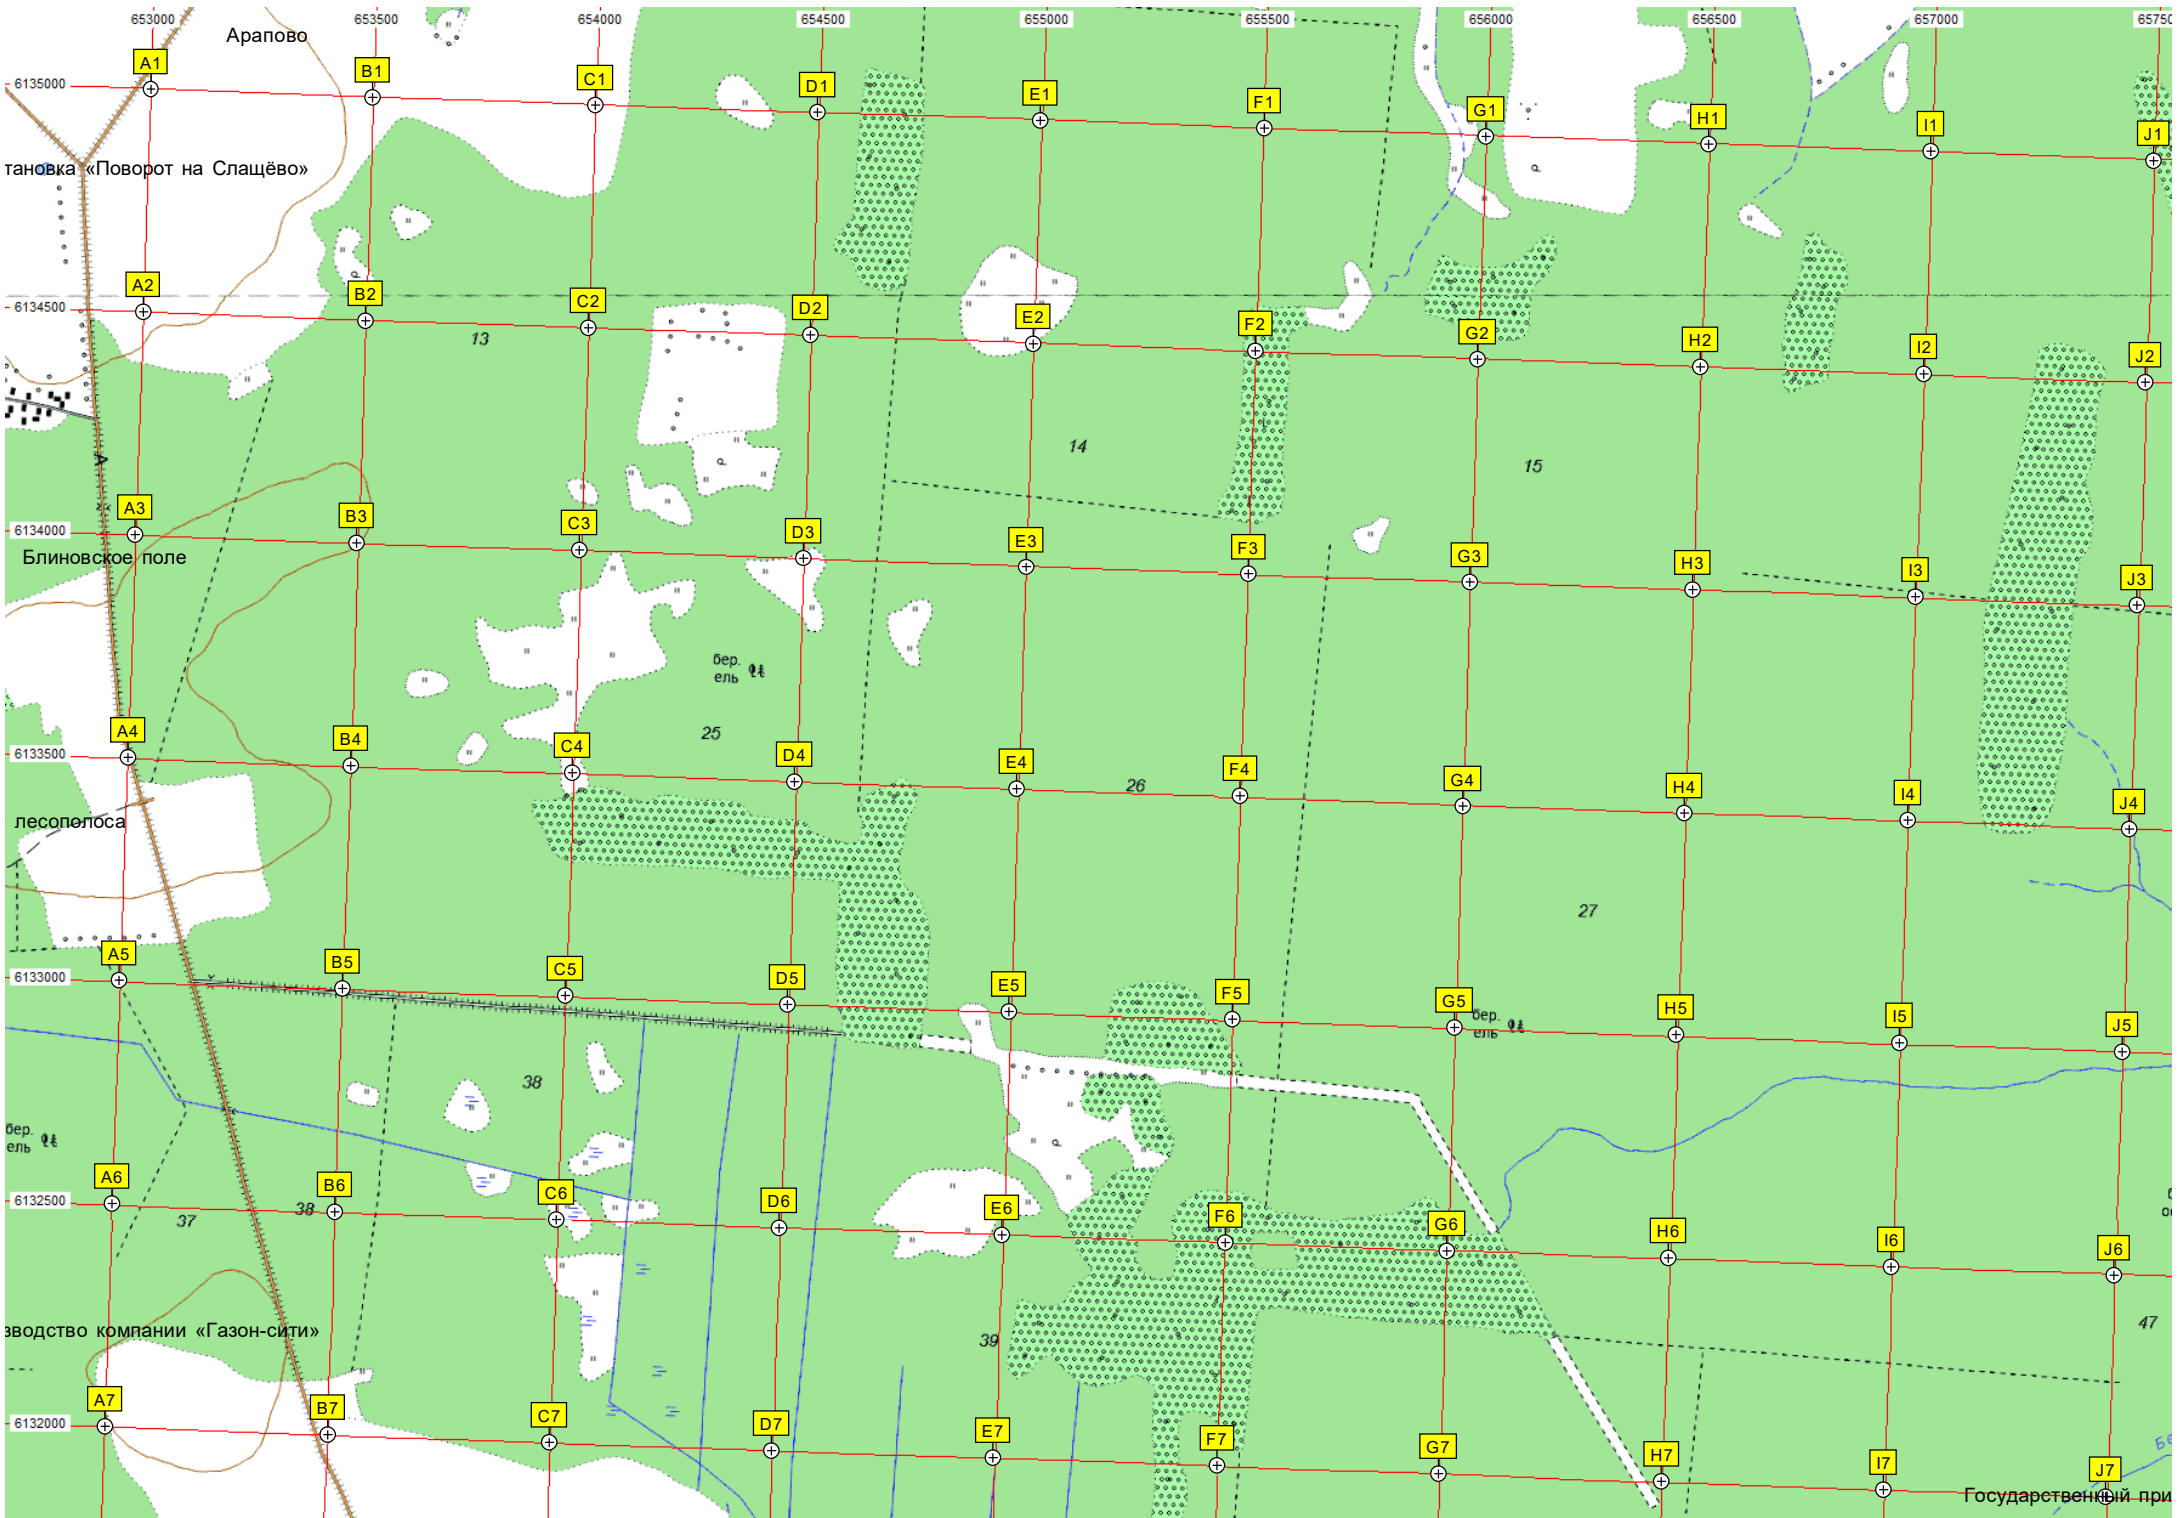 653000 653500 654000 654500 655000 655500 656000 656500 657000 65750
Арапово
A1 B1 C1 D1 E1 F1 G1 H1 I1 J1
6135000
тановка «Поворот на Слащёво»
A2 B2 C2 D2 E2 F2 G2 H2 I2 J2
6134500
13
14
15
A
A3 B3 C3 D3 E3 F3 G3 H3 I3 J3
6134000
Блиновское поле
бер.
ель
25
A4 B4 C4 D4 E4 F4 G4 H4 I4 J4
6133500
26
лесополоса
27
A5 B5 C5 D5 E5 F5 G5 H5 I5 J5
6133000
бер.
ель
38
бер.
ель
A6 B6 C6 D6 E6 F6 G6 H6 I6 J6
6132500
37
38
зводство компании «Газон-сити»
39
47
A7 B7 C7 D7 E7 F7 G7 H7 I7 J7
6132000
Государственный при